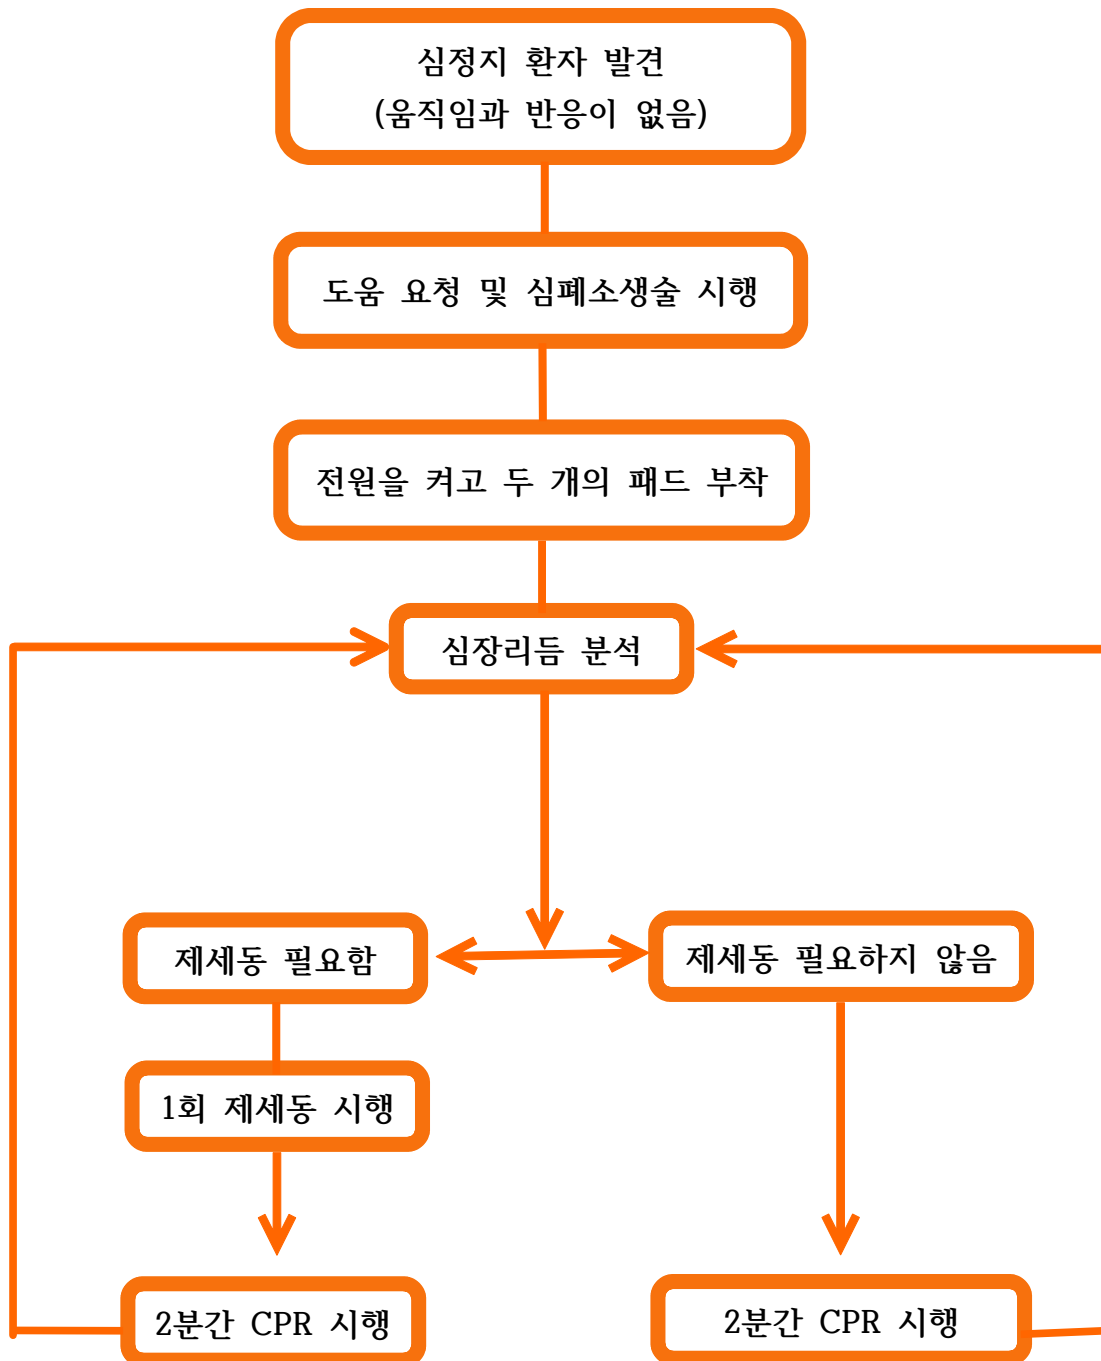 심정지 환자 발견
(움직임과 반응이 없음)
도움 요청 및 심폐소생술 시행
전원을 켜고 두 개의 패드 부착
심장리듬 분석
제세동 필요함
제세동 필요하지 않음
1회 제세동 시행
2분간 CPR 시행
2분간 CPR 시행